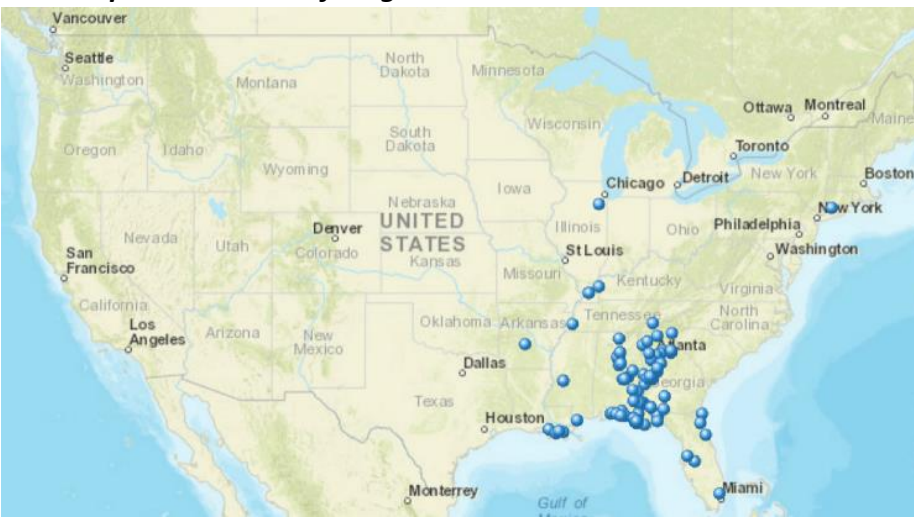 Vancouver
Seattle
Washington
Montana
North
Dakota
Minnesota
Ottawa
Montreal
Maine
Oregon
Idaho
South
Dakota
Wisconsin
Toronto
Wyoming
Iowa
Chicago
Detroit
New York
Boston
Nebraska
New York
Nevada
Utah
Denver
Colorado
UNITED
STATES
Kansas
Illinois
Ohio
Philadelphia
St Louis
Washington
San
Francisco
Missouri
Kentucky
Virginia
California
Los
Angeles
Arizona
New
Mexico
Oklahoma
Arkansas
Tennessee
North
Carolina
Atlanta
Dallas
Georgia
Texas
Houston
Monterrey
Miami
Gulf of